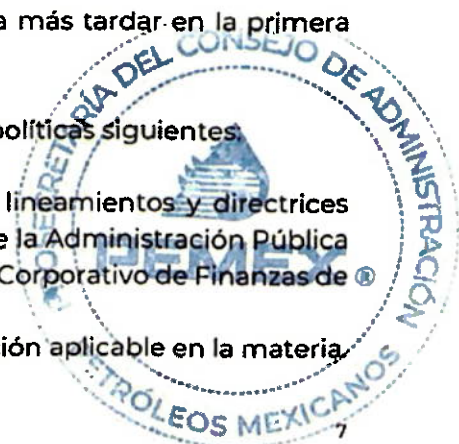 a más tardar en la primera
políticas siguientes:
lineamientos y directrices
e la Administración Pública
Corporativo de Finanzas de
ión aplicable en la materia.
SECRETARÍA DEL CONSEJO DE ADMINISTRACIÓN
PEMEX ®
PETRÓLEOS MEXICANOS
7